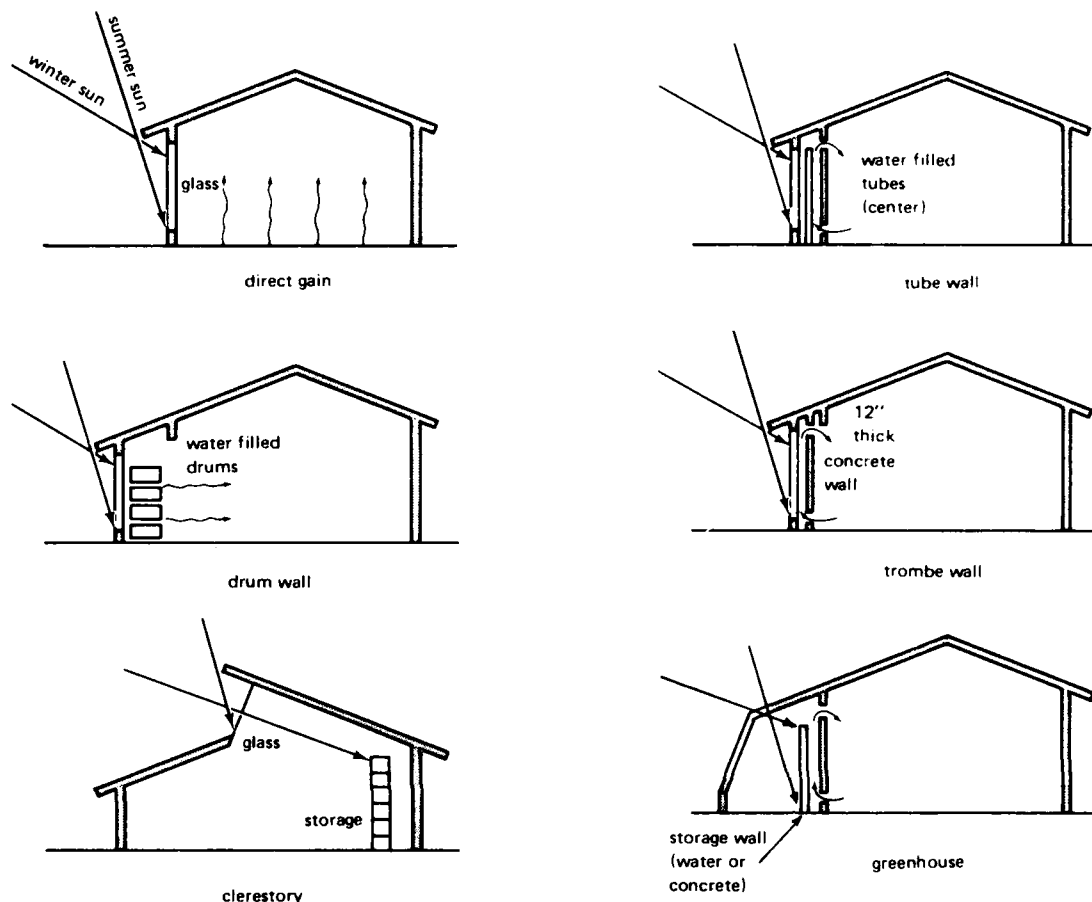 winter sun
summer sun
glass
direct gain
water filled
tubes
(center)
tube wall
water filled
drums
drum wall
12"
thick
concrete
wall
trombe wall
glass
storage
clerestory
storage wall
(water or
concrete)
greenhouse